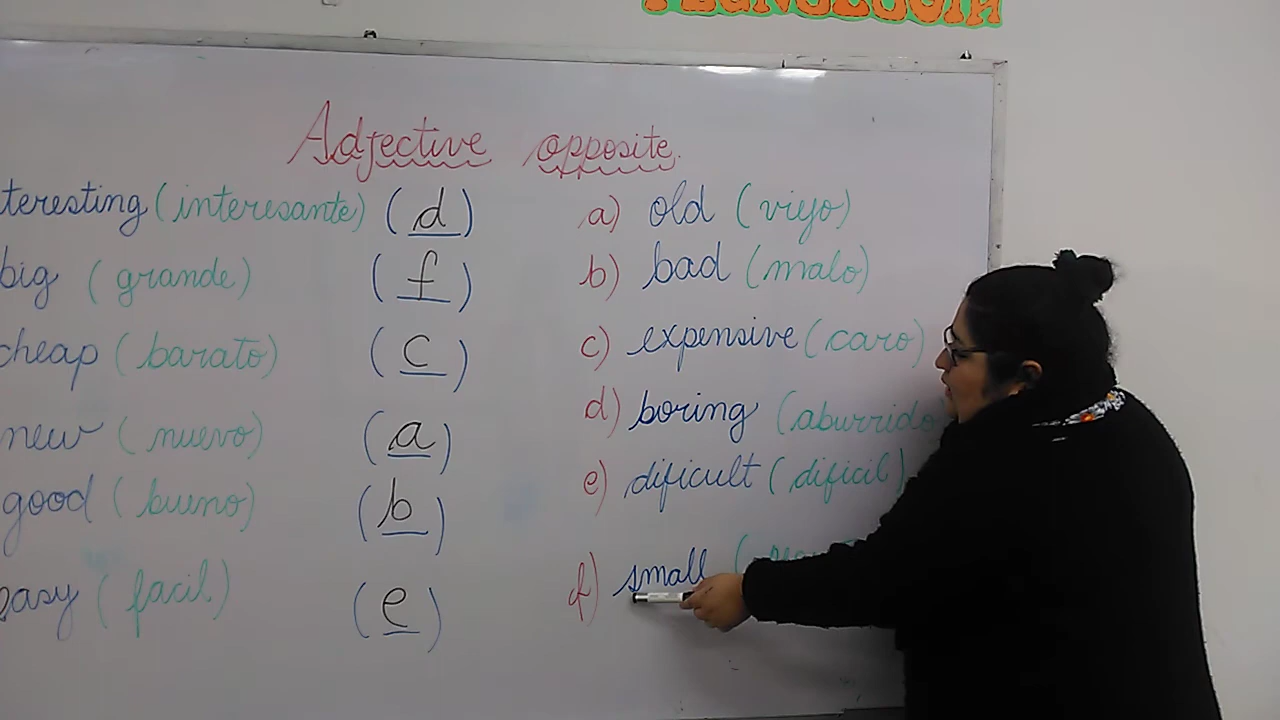 TECNOLOGIA
Adjective opposite.
teresting (interesante) (d) a) old (viejo)
big (grande) (f) b) bad (malo)
cheap (barato) (c) c) expensive (caro)
new (nuevo) (a) d) boring (aburrido
good (bueno) (b) e) dificult (dificil)
easy (facil) (e) f) small (